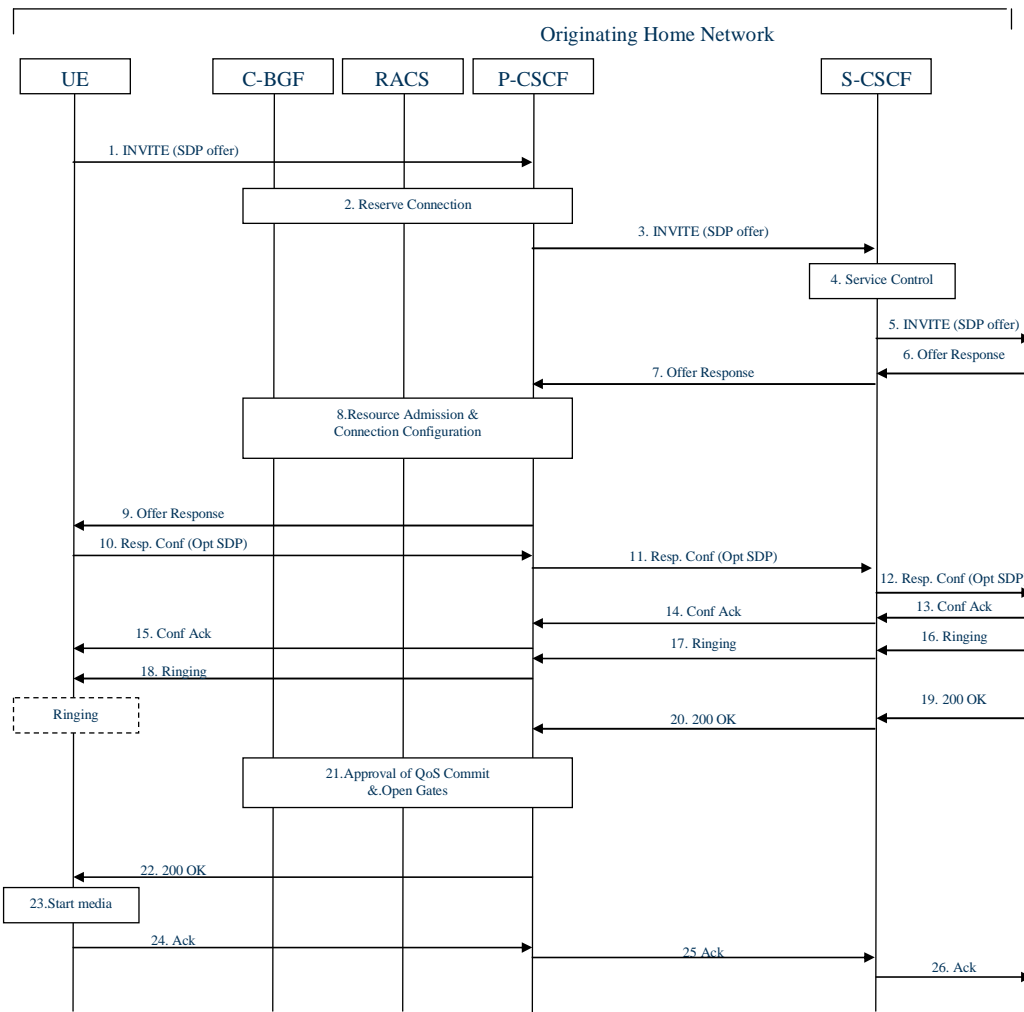 Originating Home Network
UE
C-BGF
RACS
P-CSCF
S-CSCF
1. INVITE (SDP offer)
2. Reserve Connection
3. INVITE (SDP offer)
4. Service Control
5. INVITE (SDP offer)
6. Offer Response
7. Offer Response
8.Resource Admission &
Connection Configuration
9. Offer Response
10. Resp. Conf (Opt SDP)
11. Resp. Conf (Opt SDP)
12. Resp. Conf (Opt SDP
13. Conf Ack
14. Conf Ack
15. Conf Ack
16. Ringing
17. Ringing
18. Ringing
Ringing
19. 200 OK
20. 200 OK
21.Approval of QoS Commit
&.Open Gates
22. 200 OK
23.Start media
24. Ack
25 Ack
26. Ack